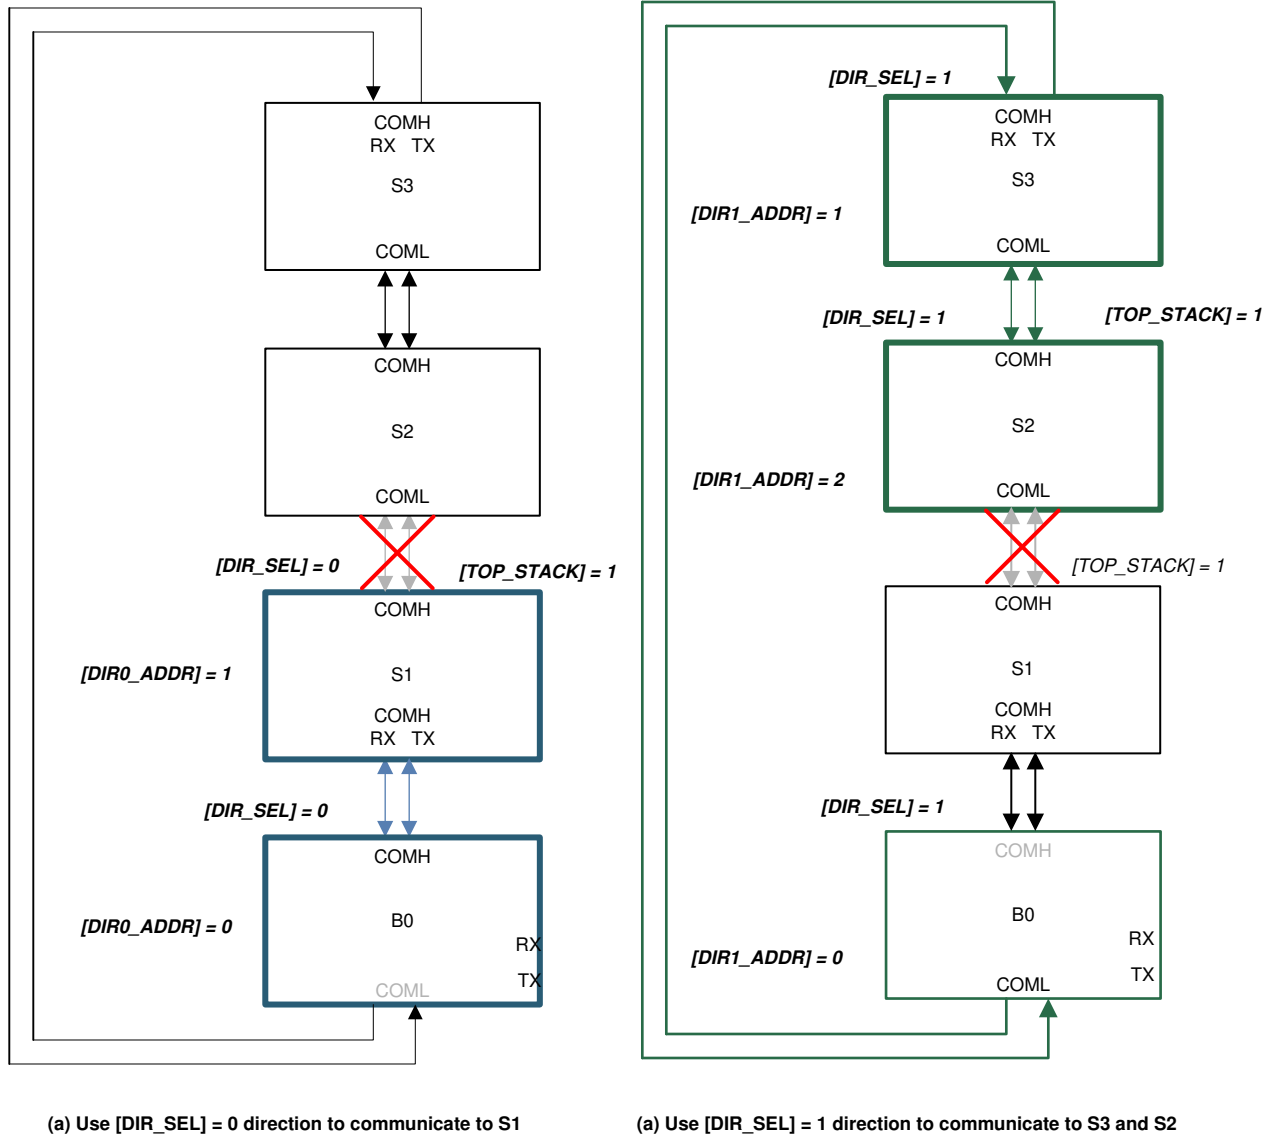 COMH
RX TX
S3
COML
COMH
S2
COML
[DIR_SEL] = 0
[TOP_STACK] = 1
COMH
[DIR0_ADDR] = 1
S1
COMH
RX TX
[DIR_SEL] = 0
COMH
[DIR0_ADDR] = 0
B0
RX
TX
COML
(a) Use [DIR_SEL] = 0 direction to communicate to S1
[DIR_SEL] = 1
COMH
RX TX
S3
[DIR1_ADDR] = 1
COML
[DIR_SEL] = 1
[TOP_STACK] = 1
COMH
S2
[DIR1_ADDR] = 2
COML
[TOP_STACK] = 1
COMH
S1
COMH
RX TX
[DIR_SEL] = 1
COMH
B0
RX
[DIR1_ADDR] = 0
TX
COML
(a) Use [DIR_SEL] = 1 direction to communicate to S3 and S2